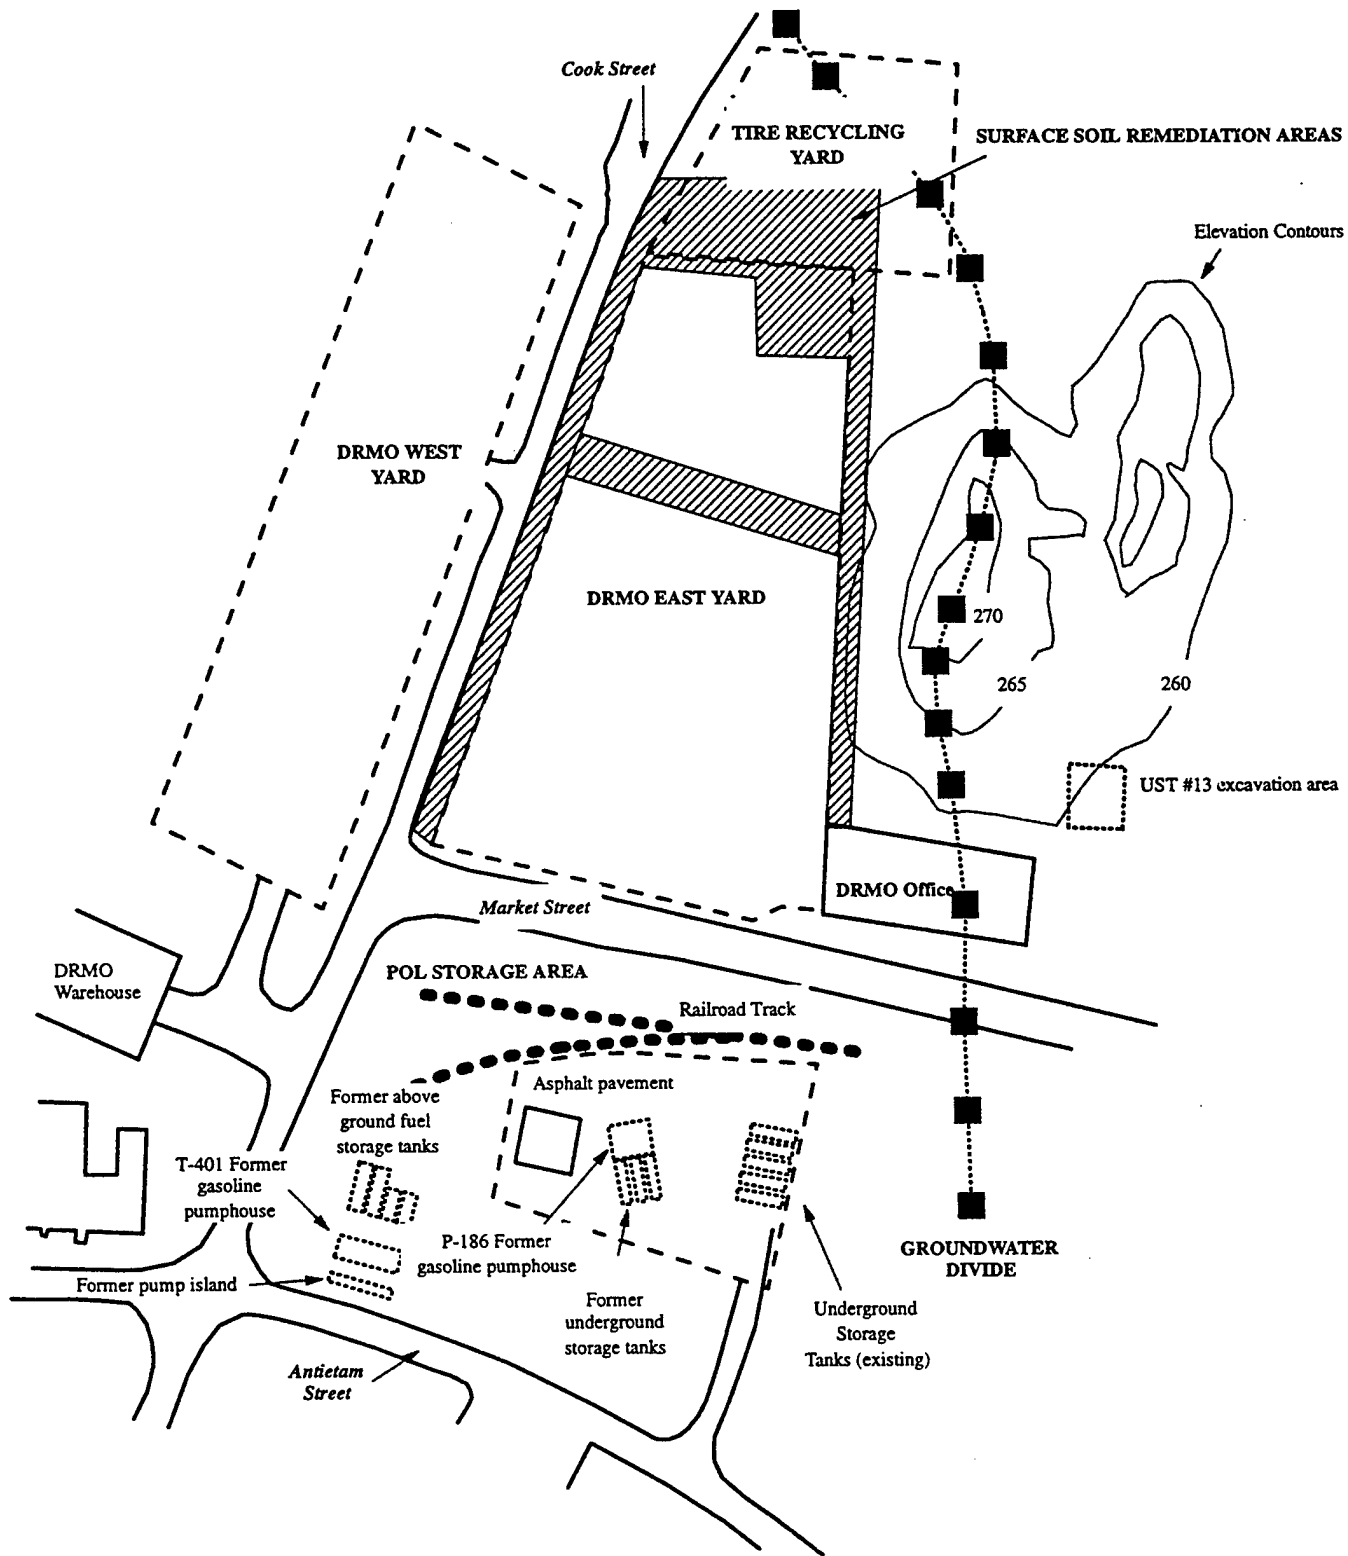 Cook Street
TIRE RECYCLING
YARD
SURFACE SOIL REMEDIATION AREAS
Elevation Contours
DRMO WEST
YARD
DRMO EAST YARD
270
265
260
UST #13 excavation area
DRMO Office
Market Street
DRMO
Warehouse
POL STORAGE AREA
Railroad Track
Asphalt pavement
Former above
ground fuel
storage tanks
T-401 Former
gasoline
pumphouse
P-186 Former
gasoline pumphouse
GROUNDWATER
DIVIDE
Former pump island
Former
underground
storage tanks
Underground
Storage
Tanks (existing)
Antietam
Street